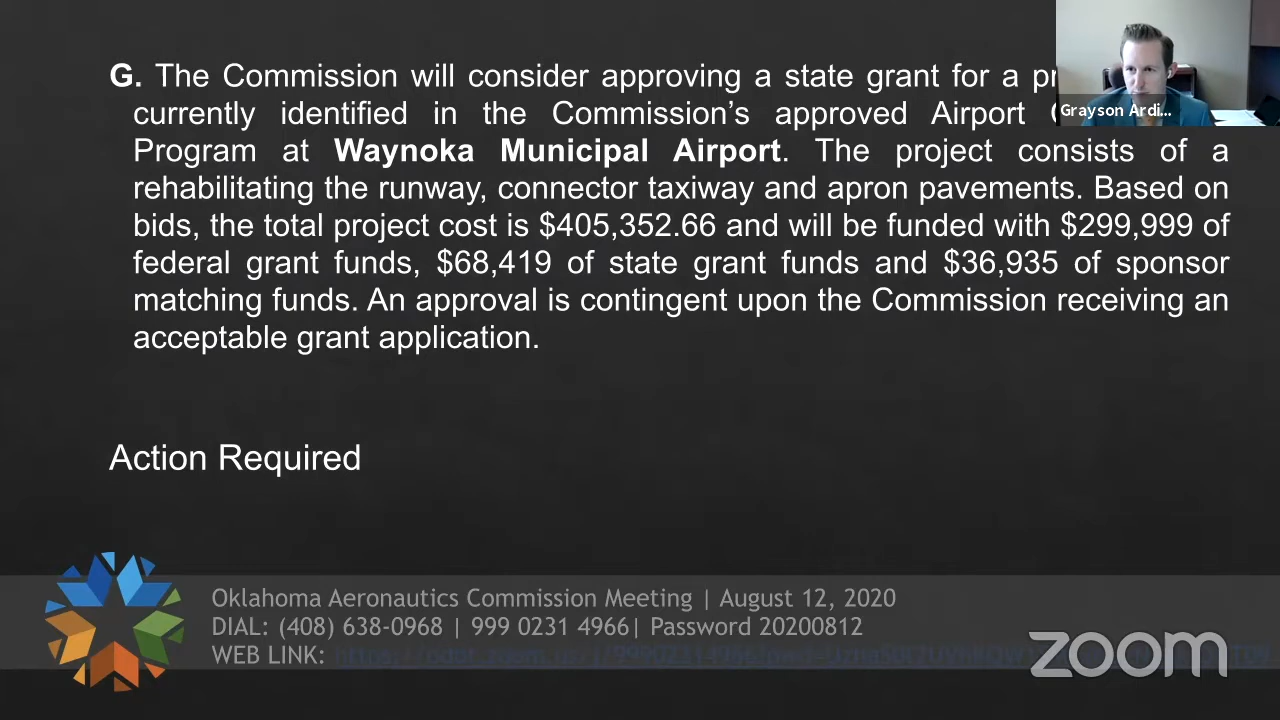 G. The Commission will consider approving a state grant for a
currently identified in the Commission's approved Airport
Grayson Ardi...
Program at Waynoka Municipal Airport. The project consists of a
rehabilitating the runway, connector taxiway and apron pavements. Based on
bids, the total project cost is $405,352.66 and will be funded with $299,999 of
federal grant funds, $68,419 of state grant funds and $36,935 of sponsor
matching funds. An approval is contingent upon the Commission receiving an
acceptable grant application.
Action Required
Oklahoma Aeronautics Commission Meeting | August 12, 2020
DIAL: (408) 638-0968 | 999 0231 4966| Password 20200812
WEB LINK:
zoom